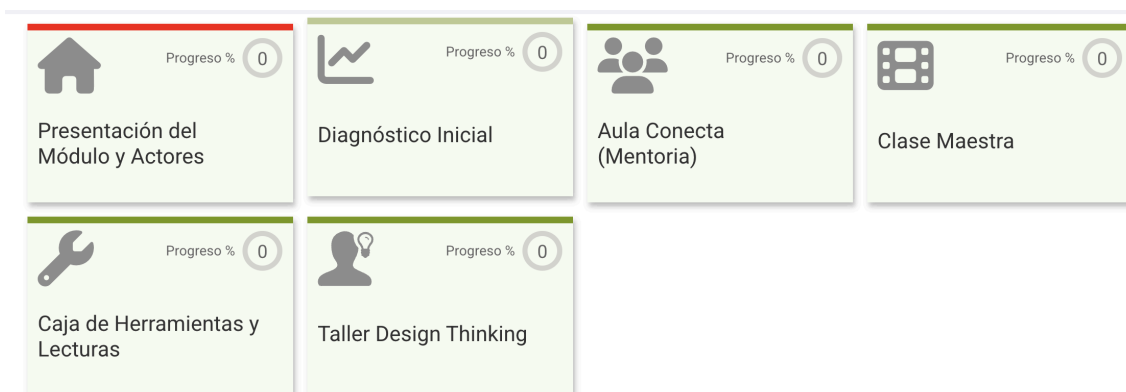 Progreso % 0
Presentación del
Módulo y Actores
Progreso % 0
Diagnóstico Inicial
Progreso % 0
Aula Conecta
(Mentoria)
Progreso % 0
Clase Maestra
Progreso % 0
Caja de Herramientas y
Lecturas
Progreso % 0
Taller Design Thinking